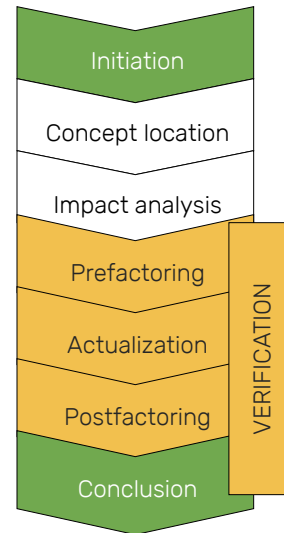 Initiation
Concept location
Impact analysis
Prefactoring
Actualization
Postfactoring
Conclusion
VERIFICATION